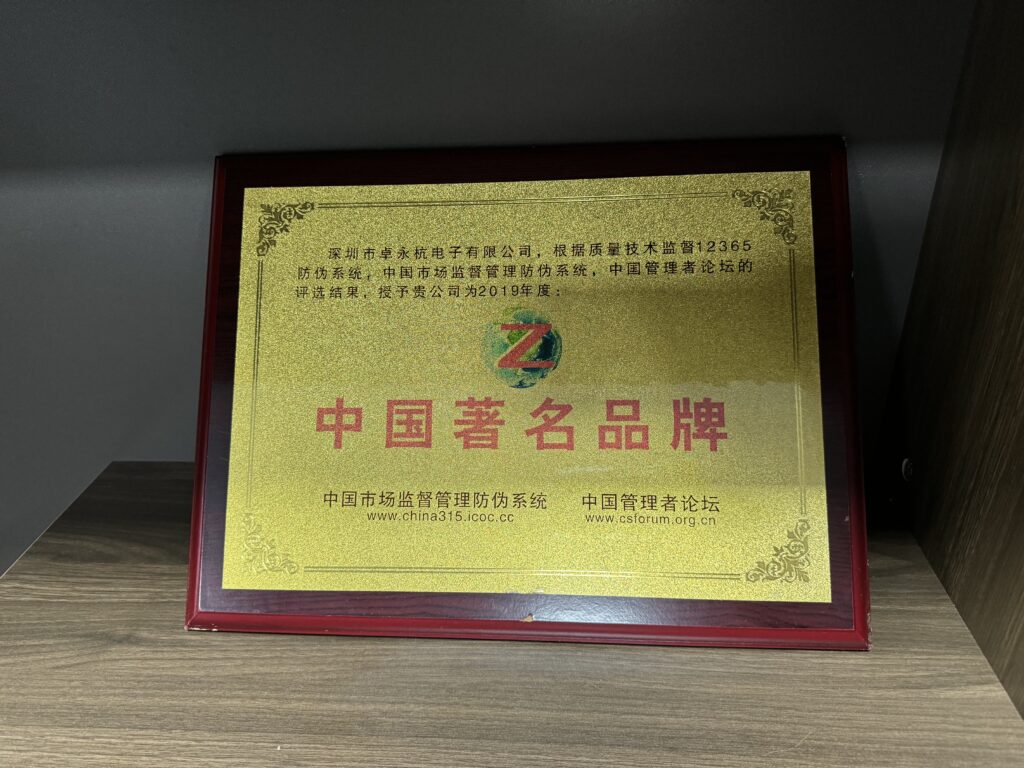 深圳市卓永杭电子有限公司，根据质量技术监督12365
防伪系统，中国市场监督管理防伪系统，中国管理者论坛的
评选结果，授予贵公司为2019年度：
Z
中国著名品牌
中国市场监督管理防伪系统 中国管理者论坛
www.china315.icoc.cc www.csforum.org.cn